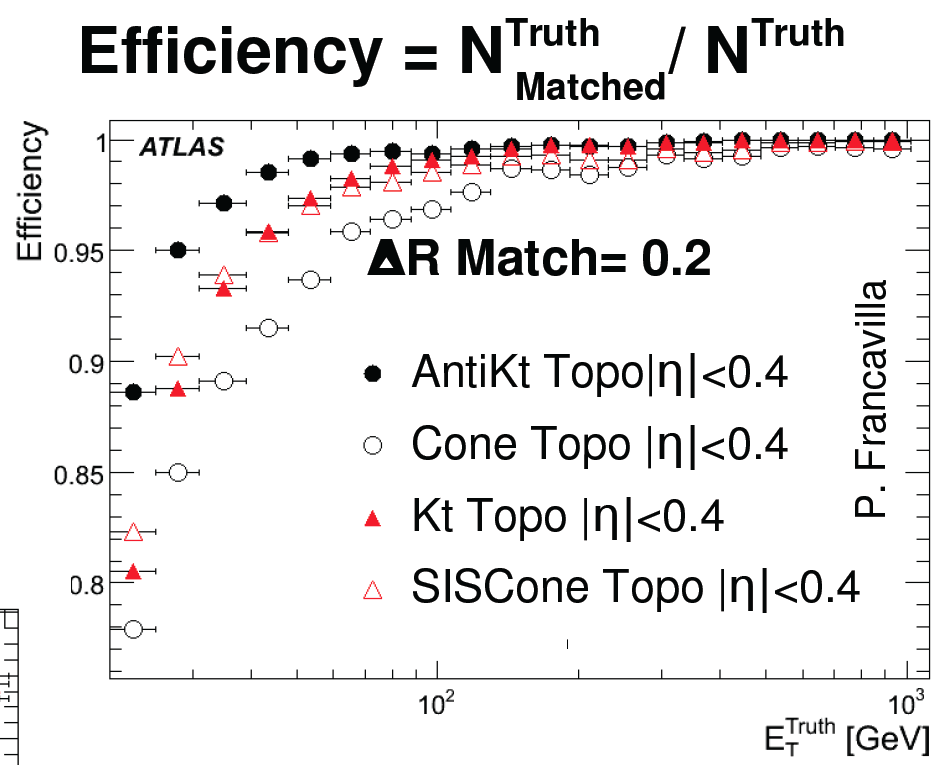 Efficiency = N^Truth_Matched / N^Truth
Efficiency
1
0.95
0.9
0.85
0.8
ATLAS
ΔR Match= 0.2
AntiKt Topo|η|<0.4
Cone Topo |η|<0.4
Kt Topo |η|<0.4
SISCone Topo |η|<0.4
P. Francavilla
10^2
10^3
E_T^Truth [GeV]